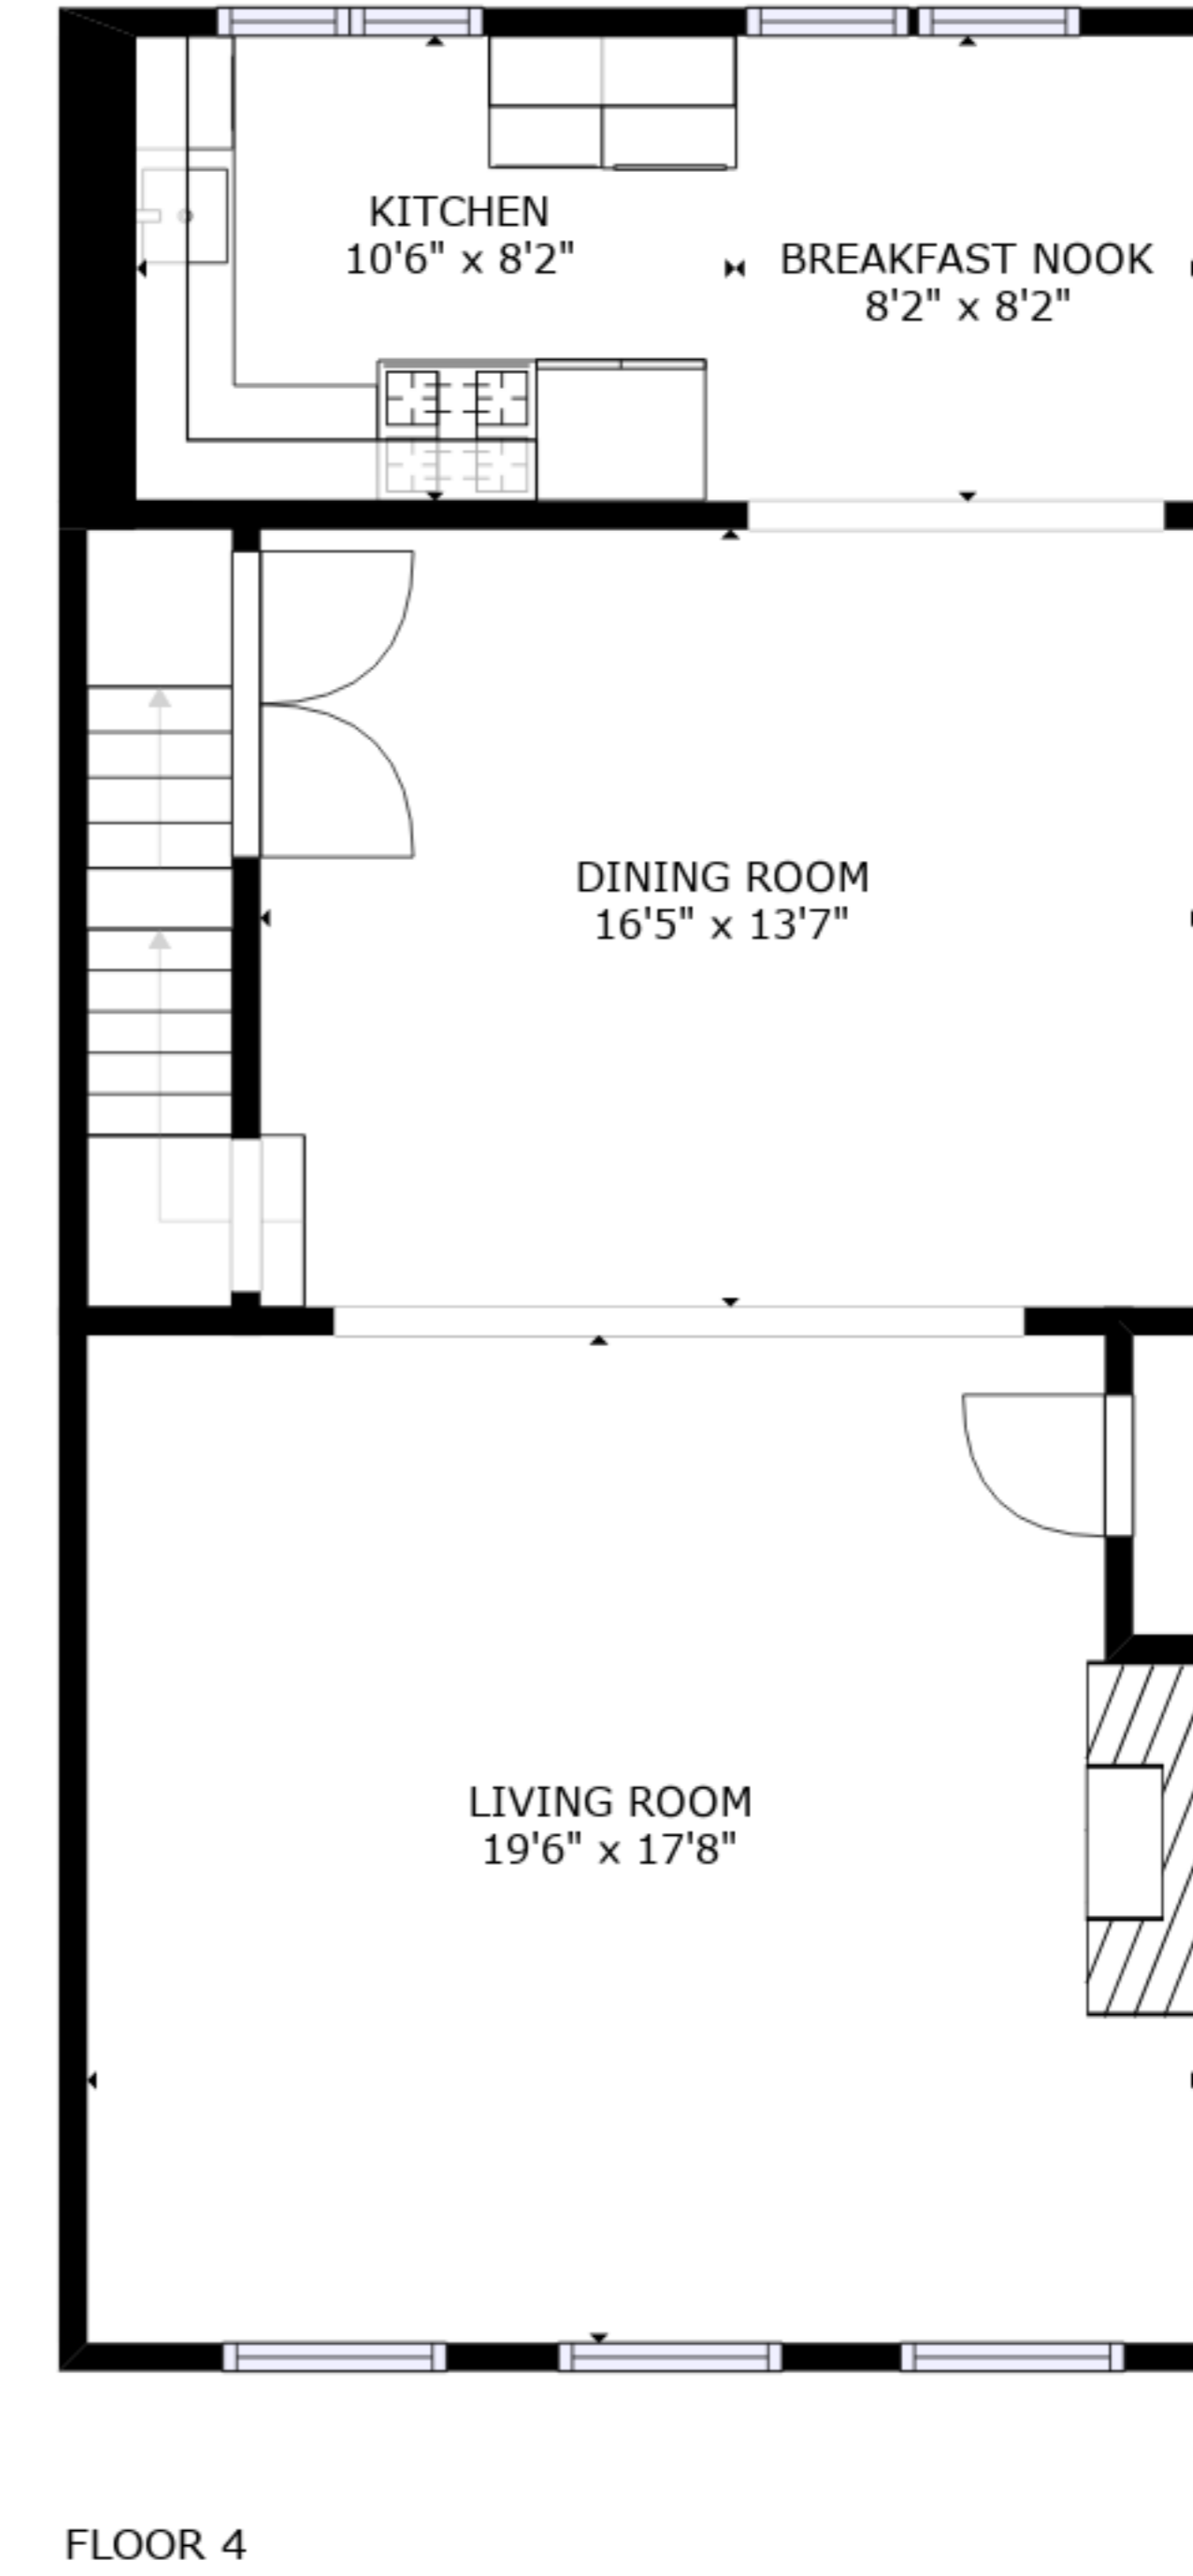 KITCHEN
10'6" x 8'2"
BREAKFAST NOOK
8'2" x 8'2"
DINING ROOM
16'5" x 13'7"
LIVING ROOM
19'6" x 17'8"
FLOOR 4